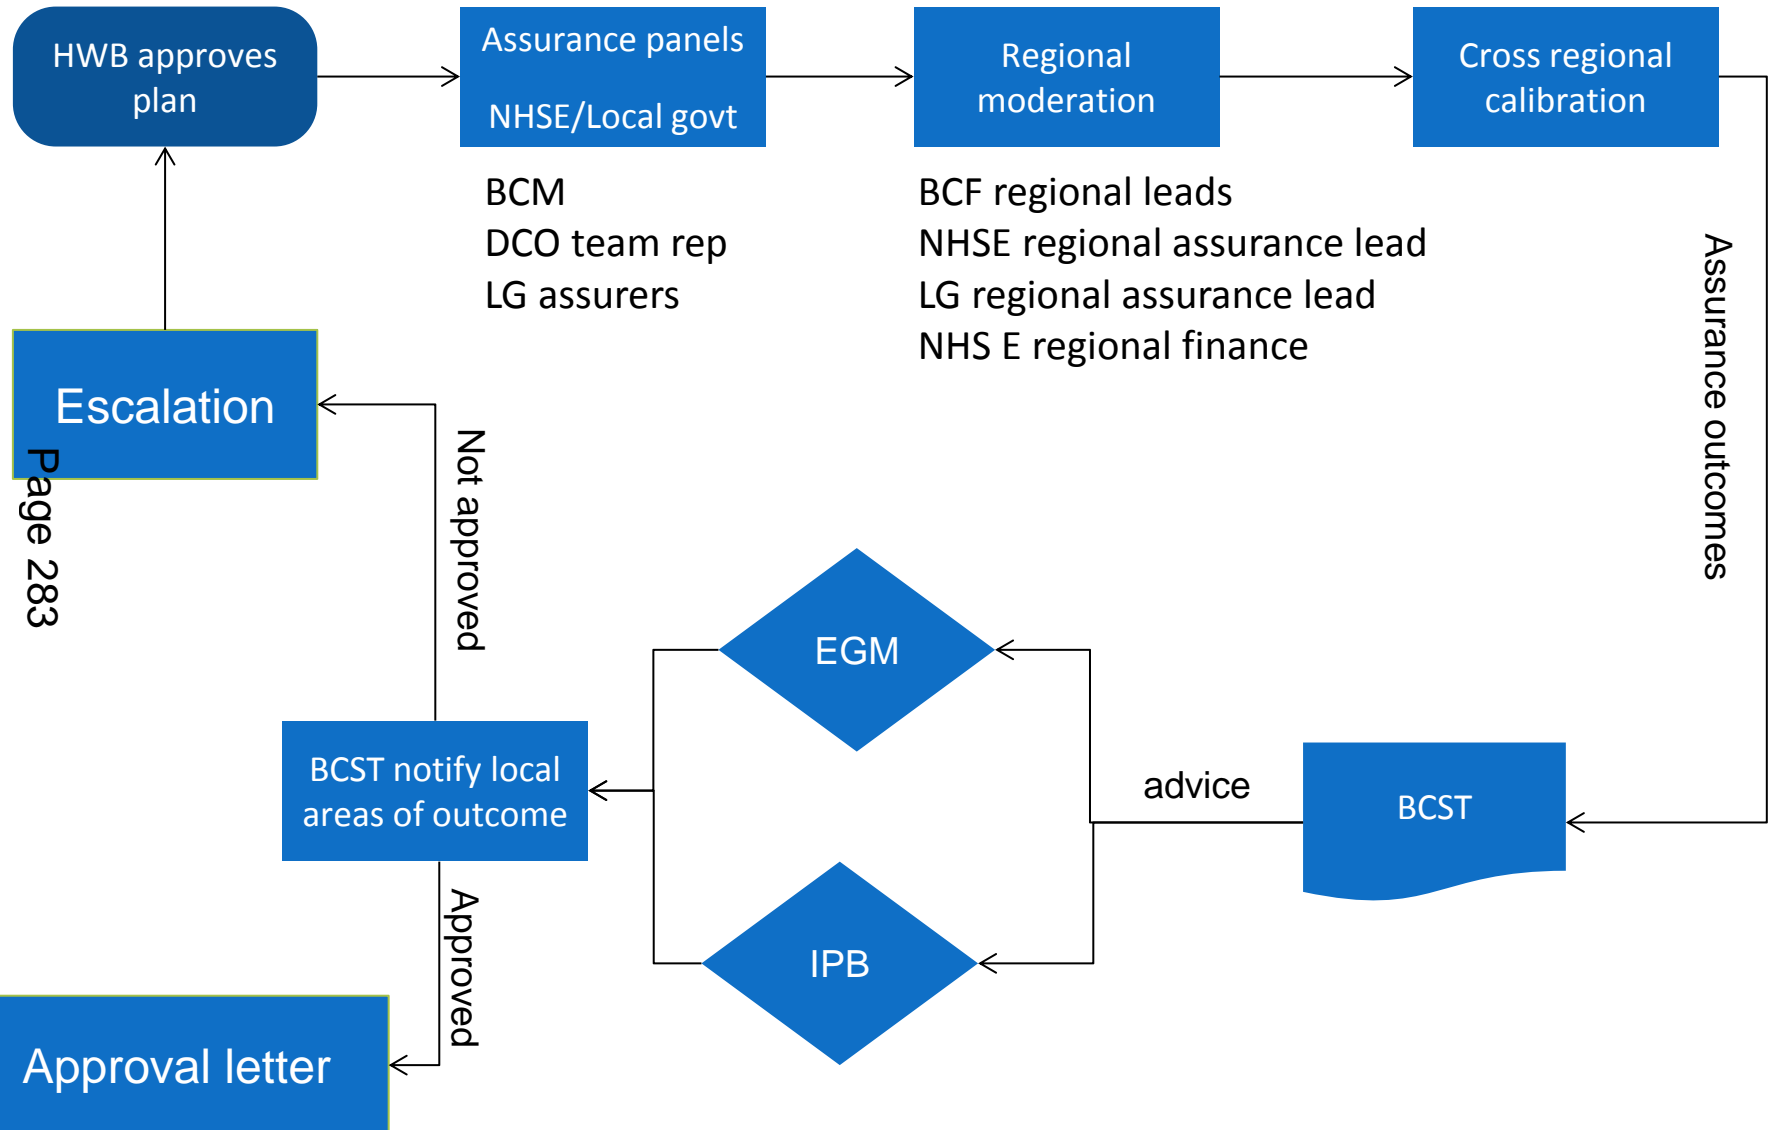 HWB approves
plan
Assurance panels
NHSE/Local govt
Regional
moderation
Cross regional
calibration
BCM
DCO team rep
LG assurers
BCF regional leads
NHSE regional assurance lead
LG regional assurance lead
NHS E regional finance
Assurance outcomes
Escalation
Page 283
Not approved
EGM
BCST notify local
areas of outcome
advice
BCST
Approved
IPB
Approval letter